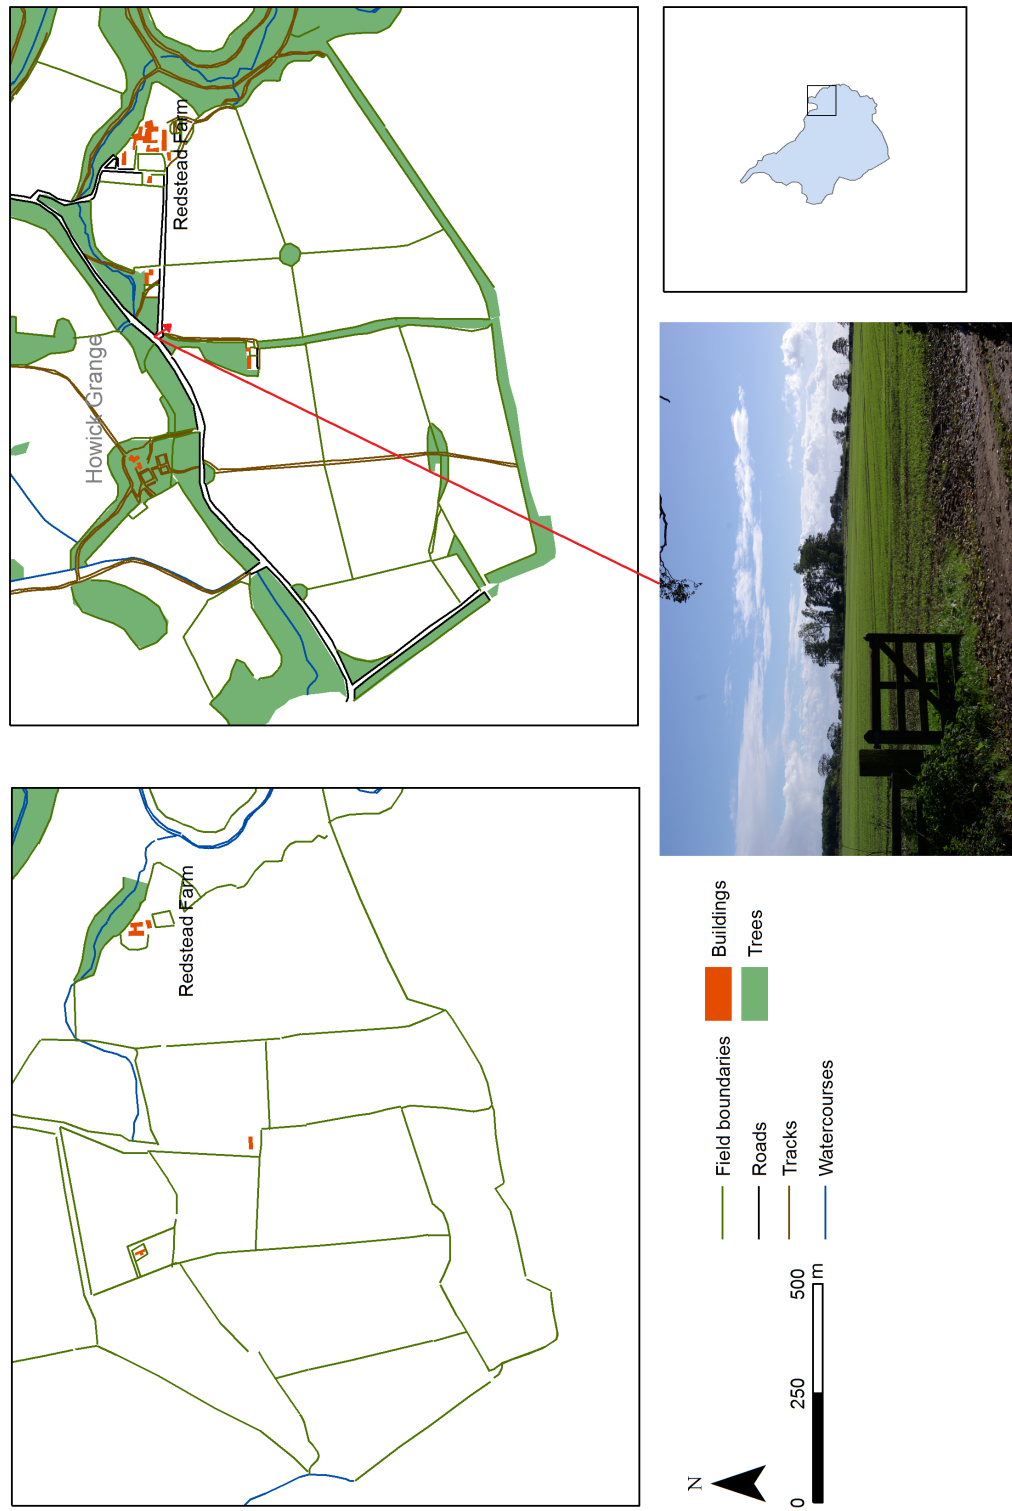 Redstead Farm
Redstead Farm
Howick Grange
N
0
250
500
m
Field boundaries
Roads
Tracks
Watercourses
Buildings
Trees